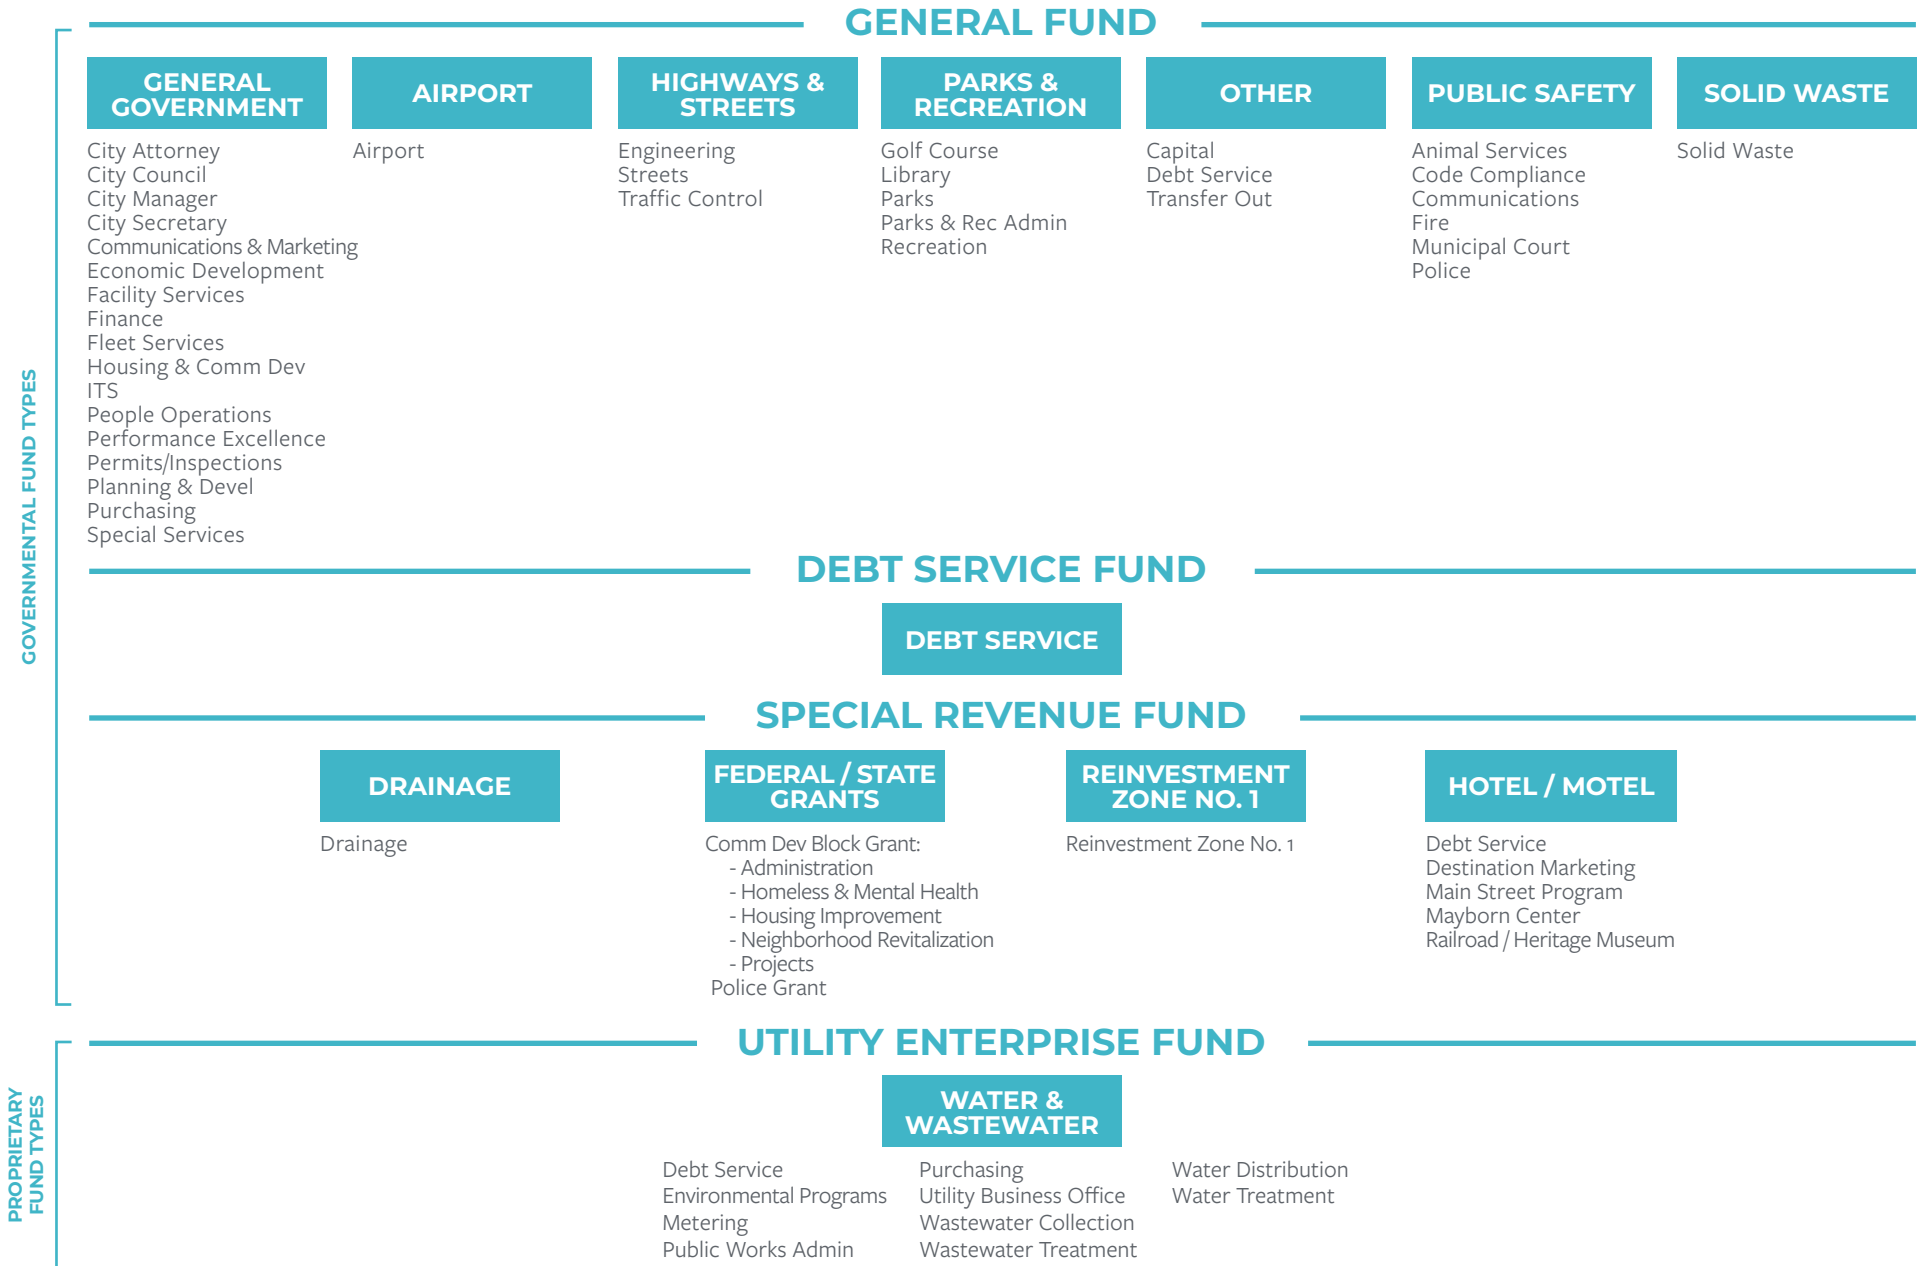 GENERAL FUND
GOVERNMENTAL FUND TYPES
GENERAL
GOVERNMENT
City Attorney
City Council
City Manager
City Secretary
Communications & Marketing
Economic Development
Facility Services
Finance
Fleet Services
Housing & Comm Dev
ITS
People Operations
Performance Excellence
Permits/Inspections
Planning & Devel
Purchasing
Special Services
AIRPORT
Airport
HIGHWAYS &
STREETS
Engineering
Streets
Traffic Control
PARKS &
RECREATION
Golf Course
Library
Parks
Parks & Rec Admin
Recreation
OTHER
Capital
Debt Service
Transfer Out
PUBLIC SAFETY
Animal Services
Code Compliance
Communications
Fire
Municipal Court
Police
SOLID WASTE
Solid Waste
DEBT SERVICE FUND
DEBT SERVICE
SPECIAL REVENUE FUND
DRAINAGE
Drainage
FEDERAL / STATE
GRANTS
Comm Dev Block Grant:
- Administration
- Homeless & Mental Health
- Housing Improvement
- Neighborhood Revitalization
- Projects
Police Grant
REINVESTMENT
ZONE NO. 1
Reinvestment Zone No. 1
HOTEL / MOTEL
Debt Service
Destination Marketing
Main Street Program
Mayborn Center
Railroad / Heritage Museum
PROPRIETARY
FUND TYPES
UTILITY ENTERPRISE FUND
WATER &
WASTEWATER
Debt Service
Environmental Programs
Metering
Public Works Admin
Purchasing
Utility Business Office
Wastewater Collection
Wastewater Treatment
Water Distribution
Water Treatment